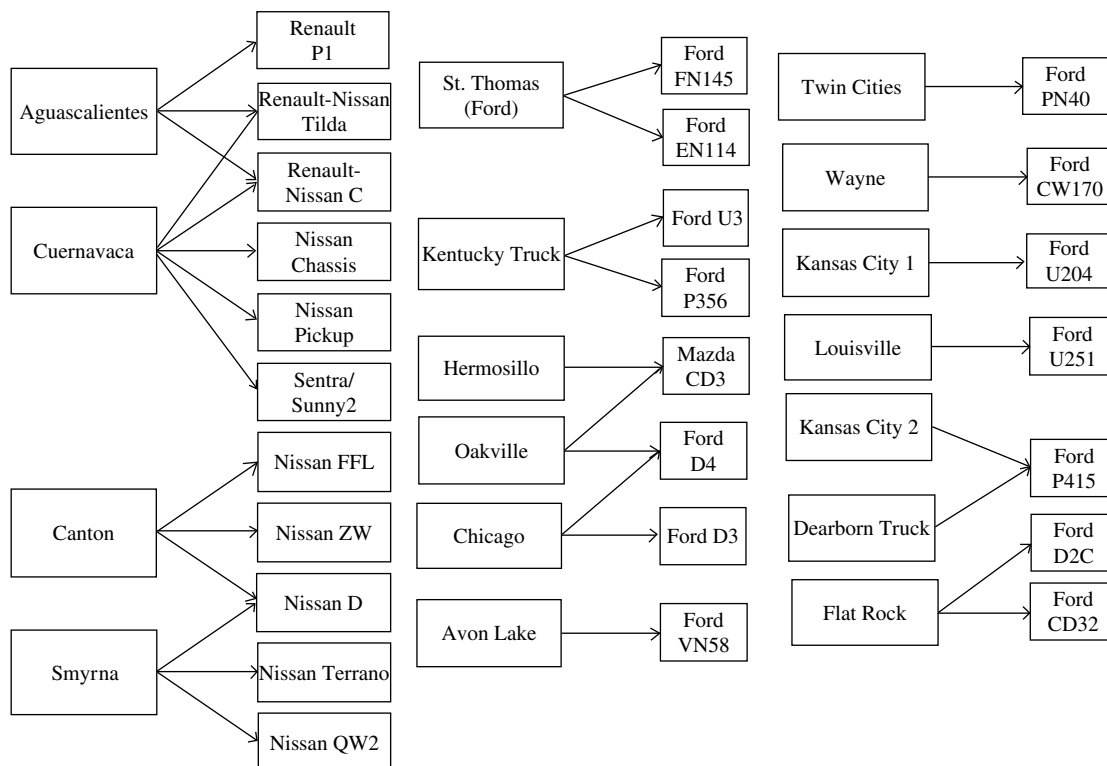 Aguascalientes
Cuernavaca
Canton
Smyrna
Renault
P1
Renault-Nissan
Tilda
Renault-
Nissan C
Nissan
Chassis
Nissan
Pickup
Sentra/
Sunny2
Nissan FFL
Nissan ZW
Nissan D
Nissan Terrano
Nissan QW2
St. Thomas
(Ford)
Kentucky Truck
Hermosillo
Oakville
Chicago
Avon Lake
Ford
FN145
Ford
EN114
Ford U3
Ford
P356
Mazda
CD3
Ford
D4
Ford D3
Ford
VN58
Twin Cities
Wayne
Kansas City 1
Louisville
Kansas City 2
Dearborn Truck
Flat Rock
Ford
PN40
Ford
CW170
Ford
U204
Ford
U251
Ford
P415
Ford
D2C
Ford
CD32